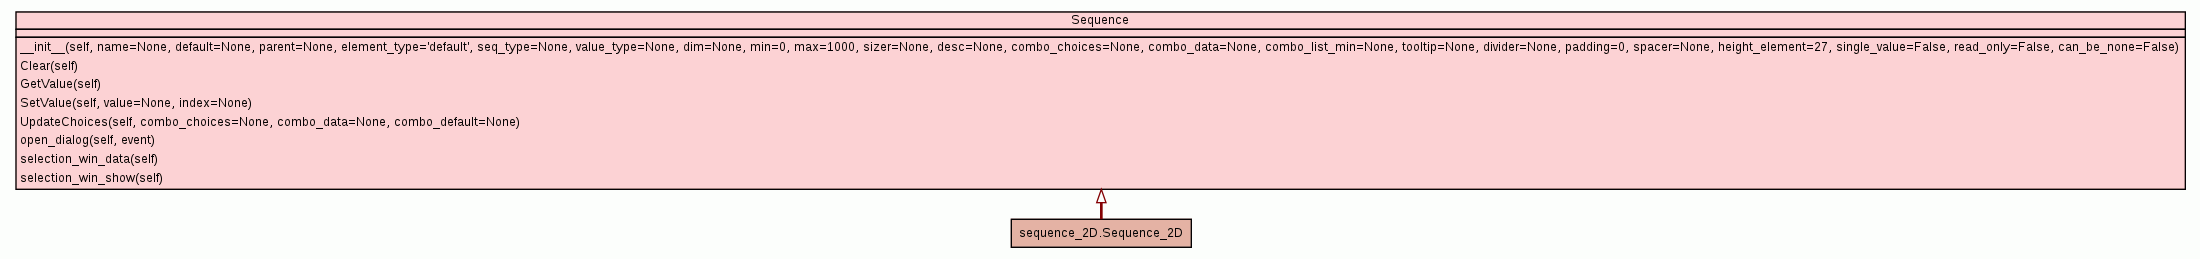 Sequence
__init__(self, name=None, default=None, parent=None, element_type='default', seq_type=None, value_type=None, dim=None, min=0, max=1000, sizer=None, desc=None, combo_choices=None, combo_data=None, combo_list_min=None, tooltip=None, divider=None, padding=0, spacer=None, height_element=27, single_value=False, read_only=False, can_be_none=False)
Clear(self)
GetValue(self)
SetValue(self, value=None, index=None)
UpdateChoices(self, combo_choices=None, combo_data=None, combo_default=None)
open_dialog(self, event)
selection_win_data(self)
selection_win_show(self)
sequence_2D.Sequence_2D